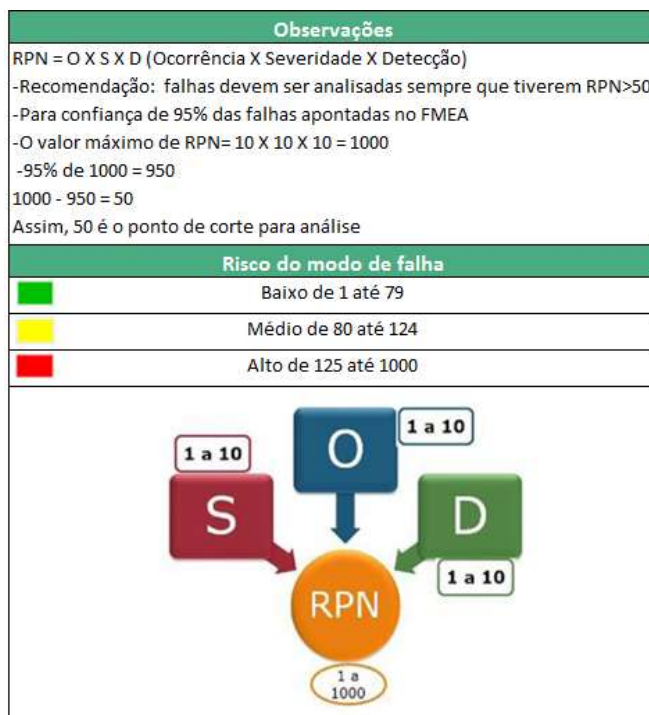 Observações
RPN = O X S X D (Ocorrência X Severidade X Detecção)
-Recomendação: falhas devem ser analisadas sempre que tiverem RPN>50
-Para confiança de 95% das falhas apontadas no FMEA
-O valor máximo de RPN= 10 X 10 X 10 = 1000
-95% de 1000 = 950
1000 - 950 = 50
Assim, 50 é o ponto de corte para análise
Risco do modo de falha
Baixo de 1 até 79
Médio de 80 até 124
Alto de 125 até 1000
1 a 10
O
1 a 10
S
D
1 a 10
RPN
1 a
1000